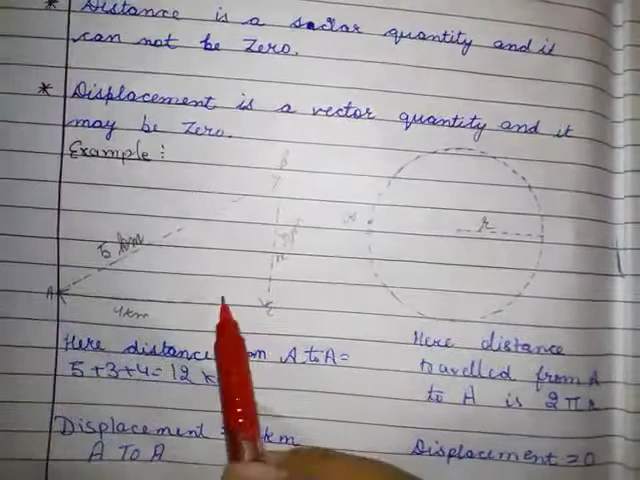 * Distance is a scalar quantity and it
can not be Zero.
* Displacement is a vector quantity and it
may be Zero.
Example :
B
A
r
5 km
A
4km
C
Here distance A to A =
5+3+4=12
Displacement = km
A TO A
Here distance
travelled from A
to A is 2πr
Displacement = 0